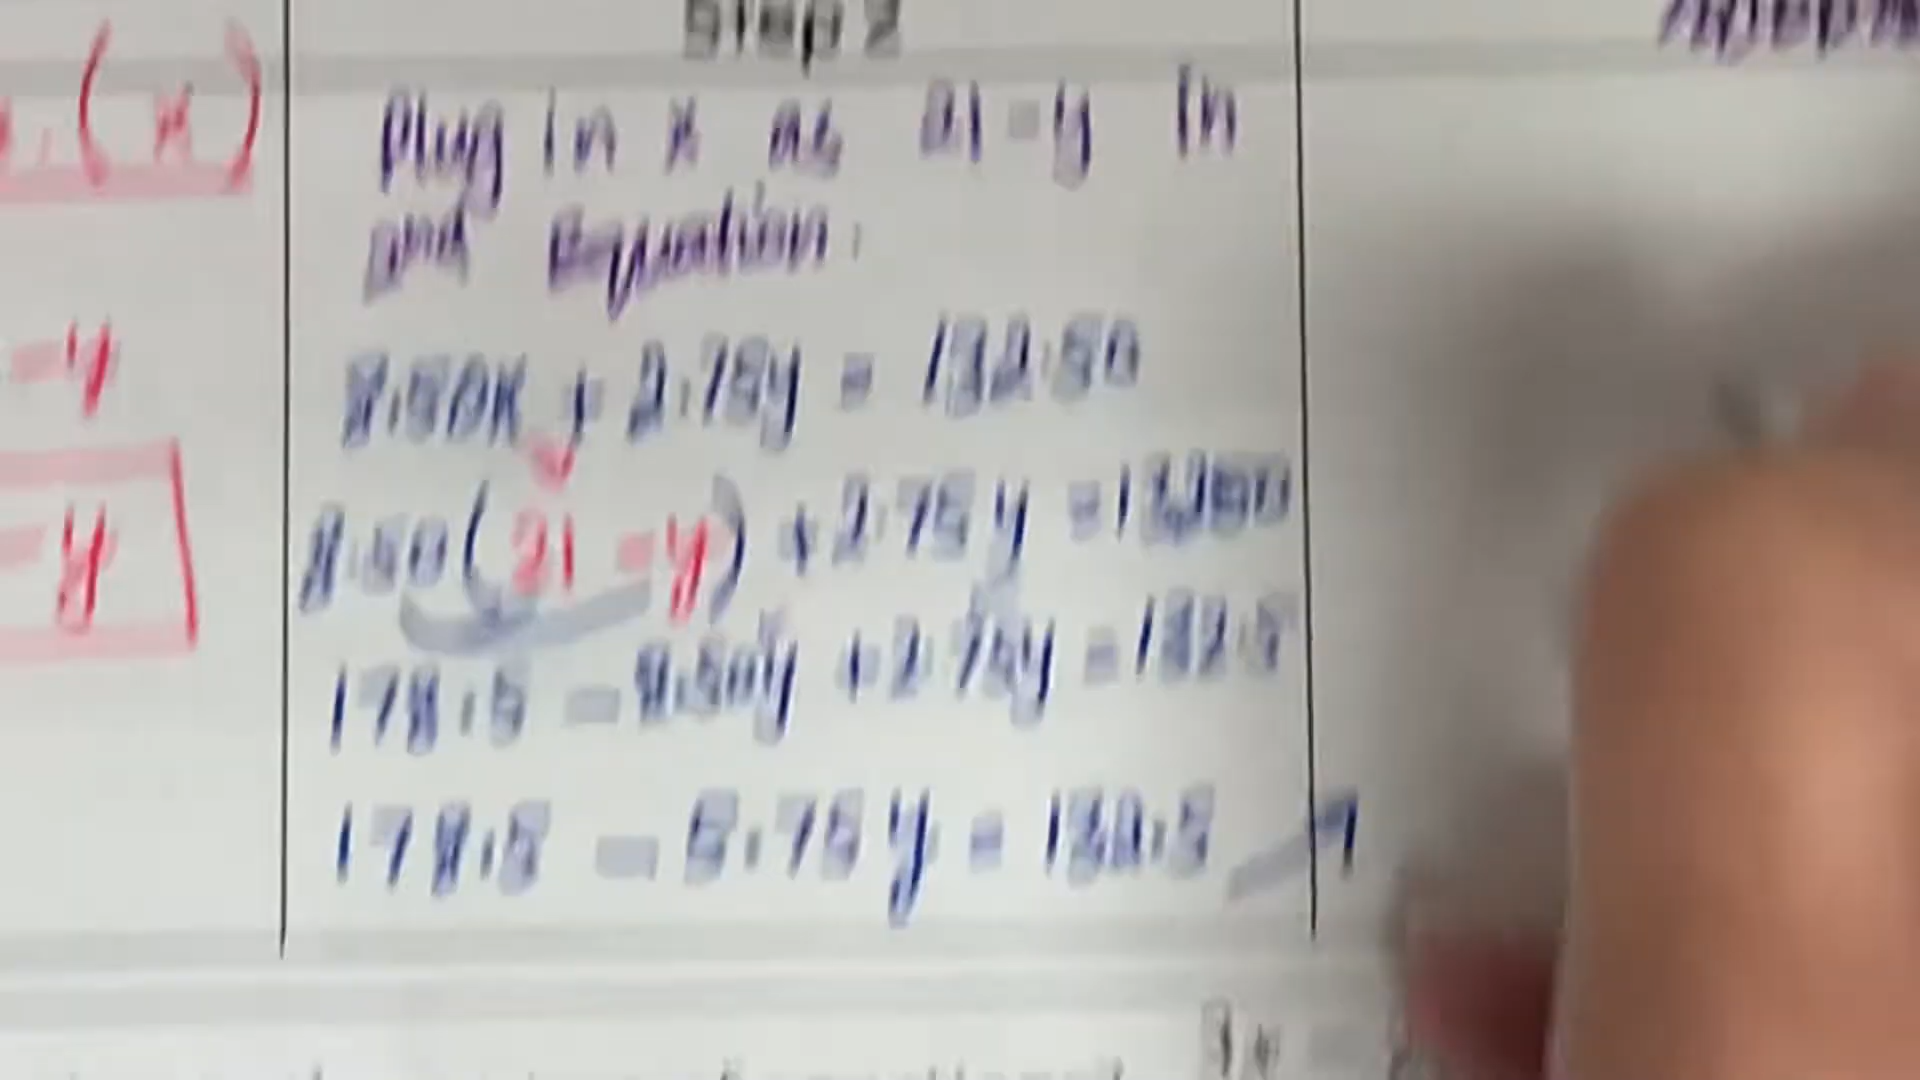 Step 2
(x)
Plug in x as 21 - y in
2nd Equation:
- y
8.50x + 2.75y = 132.50
8.50(21 - y) + 2.75y = 132.50
- y
178.5 - 8.50y + 2.75y = 132.5
178.5 - 5.75y = 132.5